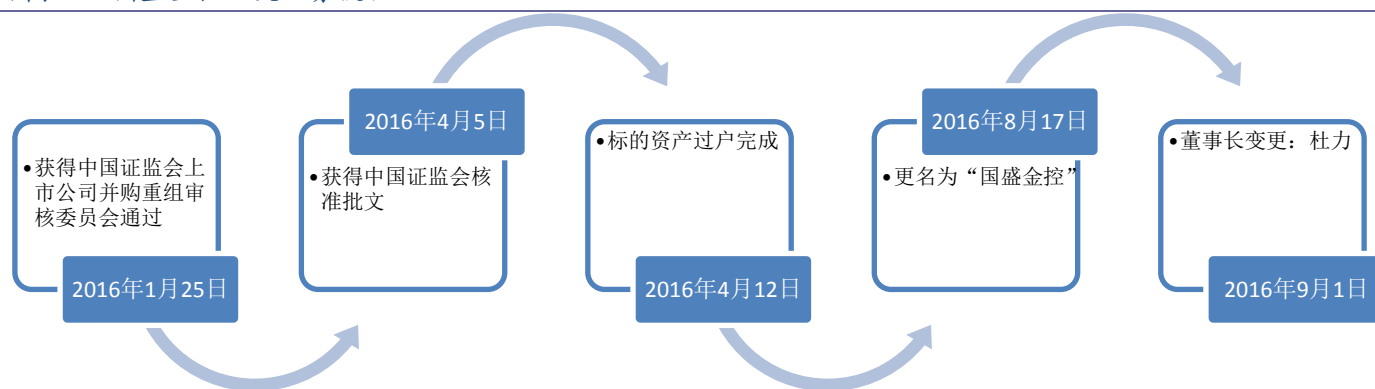 获得中国证监会上
市公司并购重组审
核委员会通过
2016年1月25日
2016年4月5日
•获得中国证监会核
准批文
•标的资产过户完成
2016年4月12日
2016年8月17日
•更名为“国盛金控”
•董事长变更：杜力
2016年9月1日